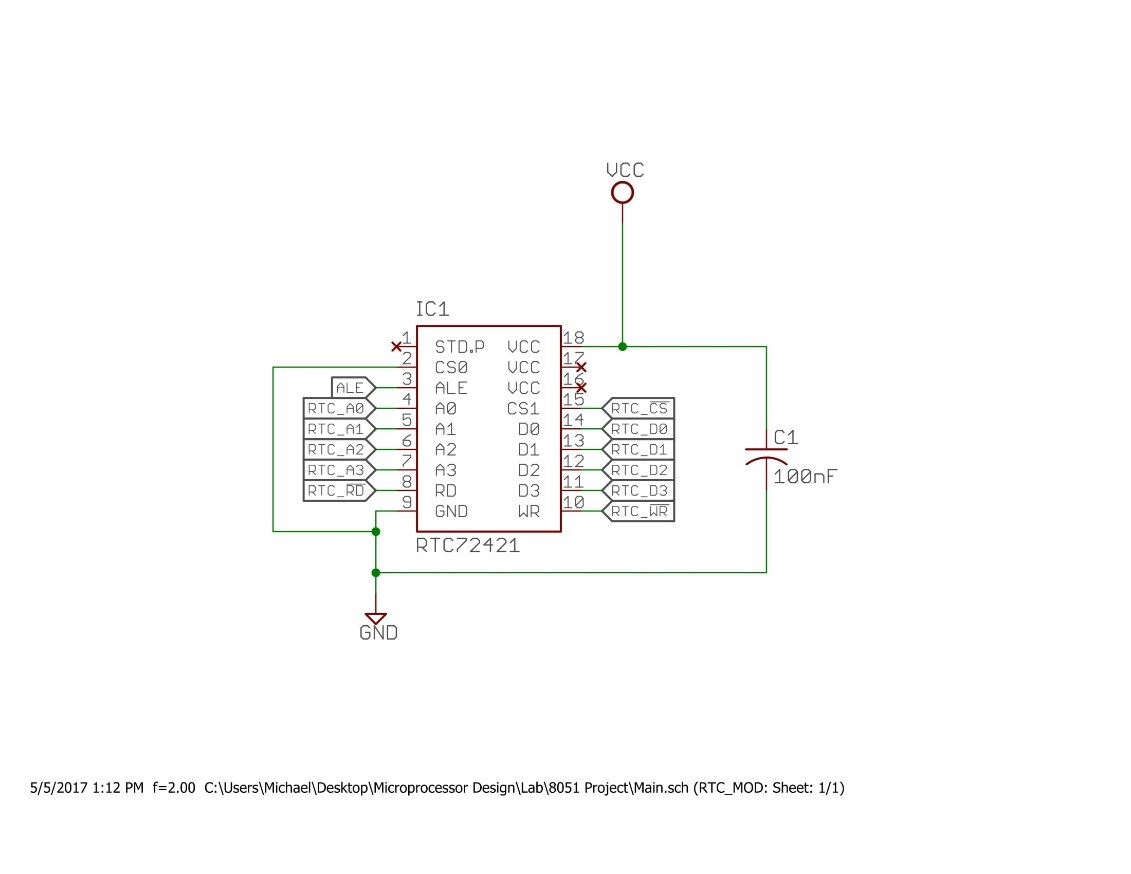 VCC
IC1
1 STD.P VCC 18
2 CS0 VCC 17
ALE 3 ALE VCC 16
RTC_A0 4 A0 CS1 15 RTC_CS
RTC_A1 5 A1 D0 14 RTC_D0
RTC_A2 6 A2 D1 13 RTC_D1
RTC_A3 7 A3 D2 12 RTC_D2
RTC_RD 8 RD D3 11 RTC_D3
9 GND WR 10 RTC_WR
RTC72421
C1
100nF
GND
5/5/2017 1:12 PM f=2.00 C:\Users\Michael\Desktop\Microprocessor Design\Lab\8051 Project\Main.sch (RTC_MOD: Sheet: 1/1)